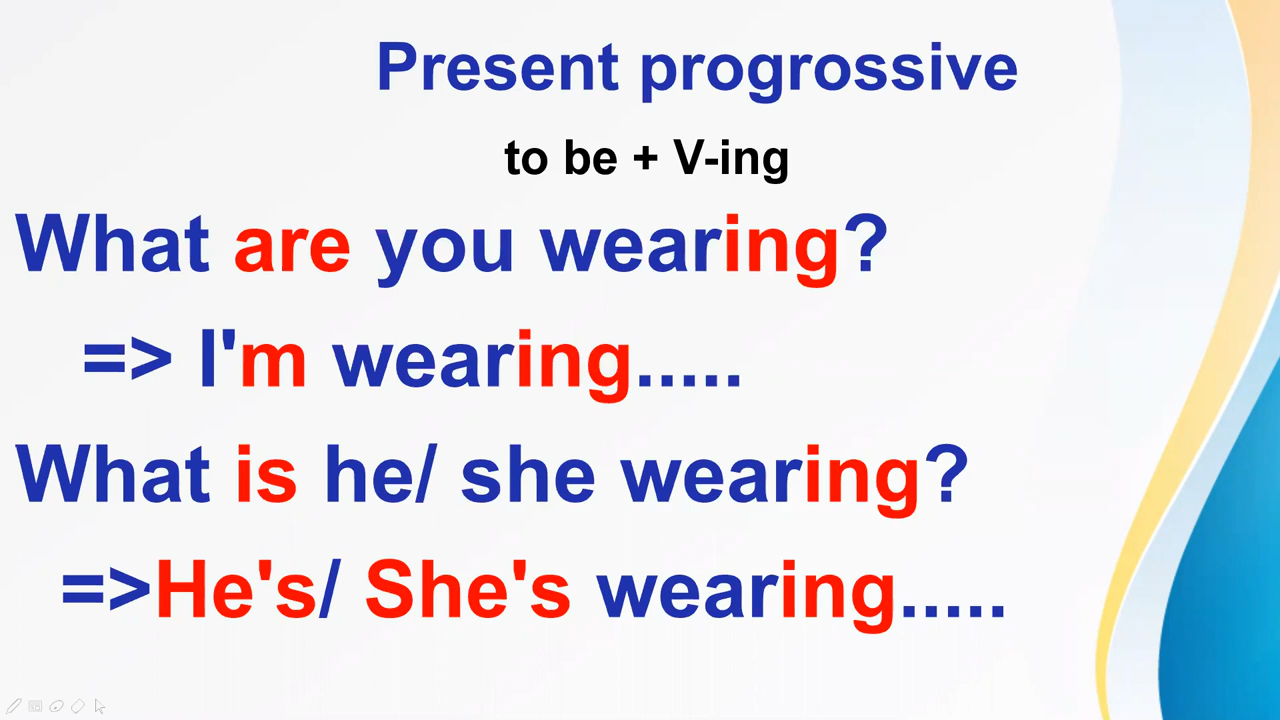 Present progrossive
to be + V-ing
What are you wearing?
=> I'm wearing.....
What is he/ she wearing?
=>He's/ She's wearing.....